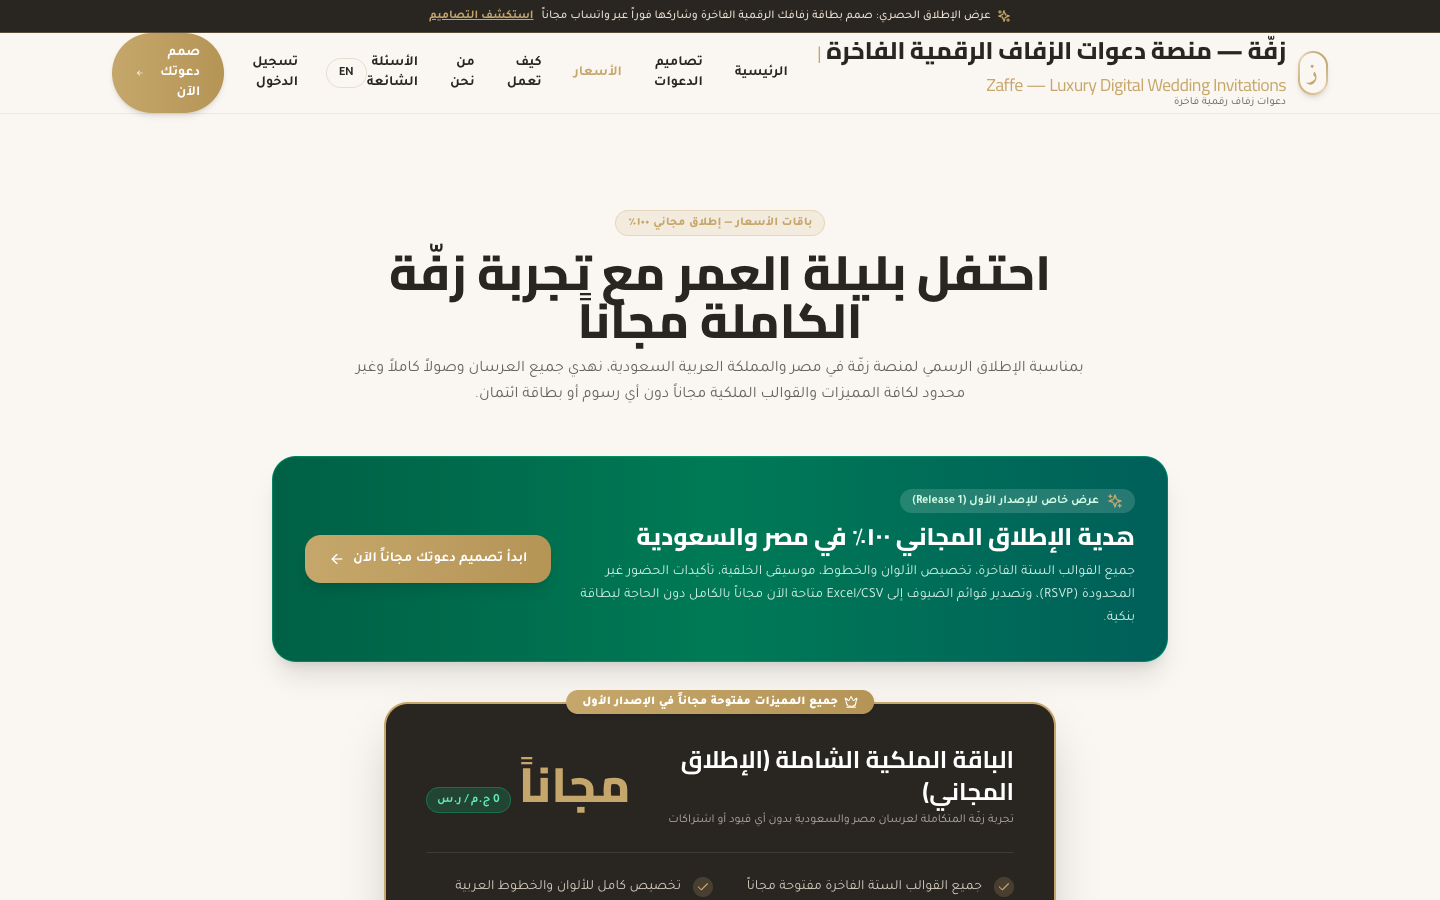 عرض الإطلاق الحصري: صمم بطاقة زفافك الرقمية الفاخرة وشاركها فوراً عبر واتساب مجاناً استكشف التصاميم
ز
زفّة — منصة دعوات الزفاف الرقمية الفاخرة |
Zaffe — Luxury Digital Wedding Invitations
دعوات زفاف رقمية فاخرة
الرئيسية
تصاميم
الدعوات
الأسعار
كيف
تعمل
من
نحن
الأسئلة
الشائعة
EN
تسجيل
الدخول
صمم
دعوتك
الآن
باقات الأسعار — إطلاق مجاني ١٠٠٪
احتفل بليلة العمر مع تجربة زفّة
الكاملة مجاناً
بمناسبة الإطلاق الرسمي لمنصة زفّة في مصر والمملكة العربية السعودية، نهدي جميع العرسان وصولاً كاملاً وغير
محدود لكافة المميزات والقوالب الملكية مجاناً دون أي رسوم أو بطاقة ائتمان.
عرض خاص للإصدار الأول (Release 1)
هدية الإطلاق المجاني ١٠٠٪ في مصر والسعودية
جميع القوالب الستة الفاخرة، تخصيص الألوان والخطوط، موسيقى الخلفية، تأكيدات الحضور غير
المحدودة (RSVP)، وتصدير قوائم الضيوف إلى Excel/CSV متاحة الآن مجاناً بالكامل دون الحاجة لبطاقة
بنكية.
ابدأ تصميم دعوتك مجاناً الآن
جميع المميزات مفتوحة مجاناً في الإصدار الأول
الباقة الملكية الشاملة (الإطلاق
المجاني)
تجربة زفّة المتكاملة لعرسان مصر والسعودية بدون أي قيود أو اشتراكات
مجاناً
0 ج.م / ر.س
جميع القوالب الستة الفاخرة مفتوحة مجاناً
تخصيص كامل للألوان والخطوط العربية